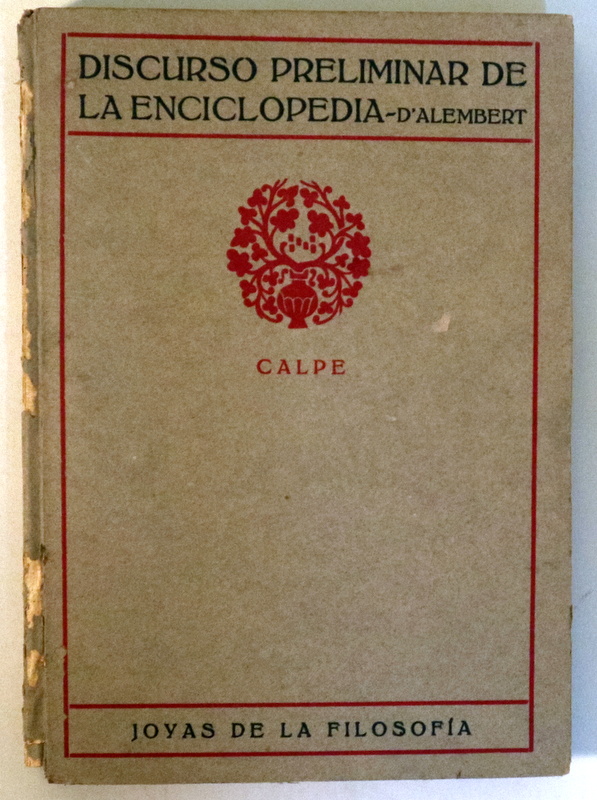 DISCURSO PRELIMINAR DE
LA ENCICLOPEDIA-D'ALEMBERT
CALPE
JOYAS DE LA FILOSOFÍA